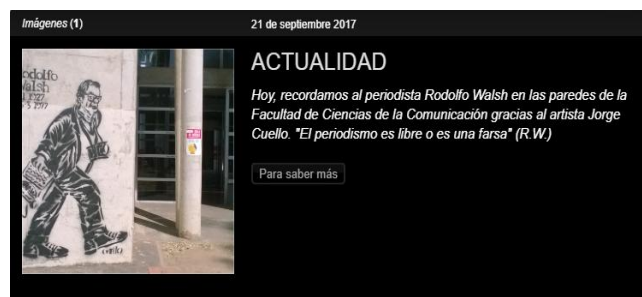 Imágenes (1)
21 de septiembre 2017
ACTUALIDAD
Hoy, recordamos al periodista Rodolfo Walsh en las paredes de la
Facultad de Ciencias de la Comunicación gracias al artista Jorge
Cuello. "El periodismo es libre o es una farsa" (R.W.)
Para saber más
odolfo
alsh